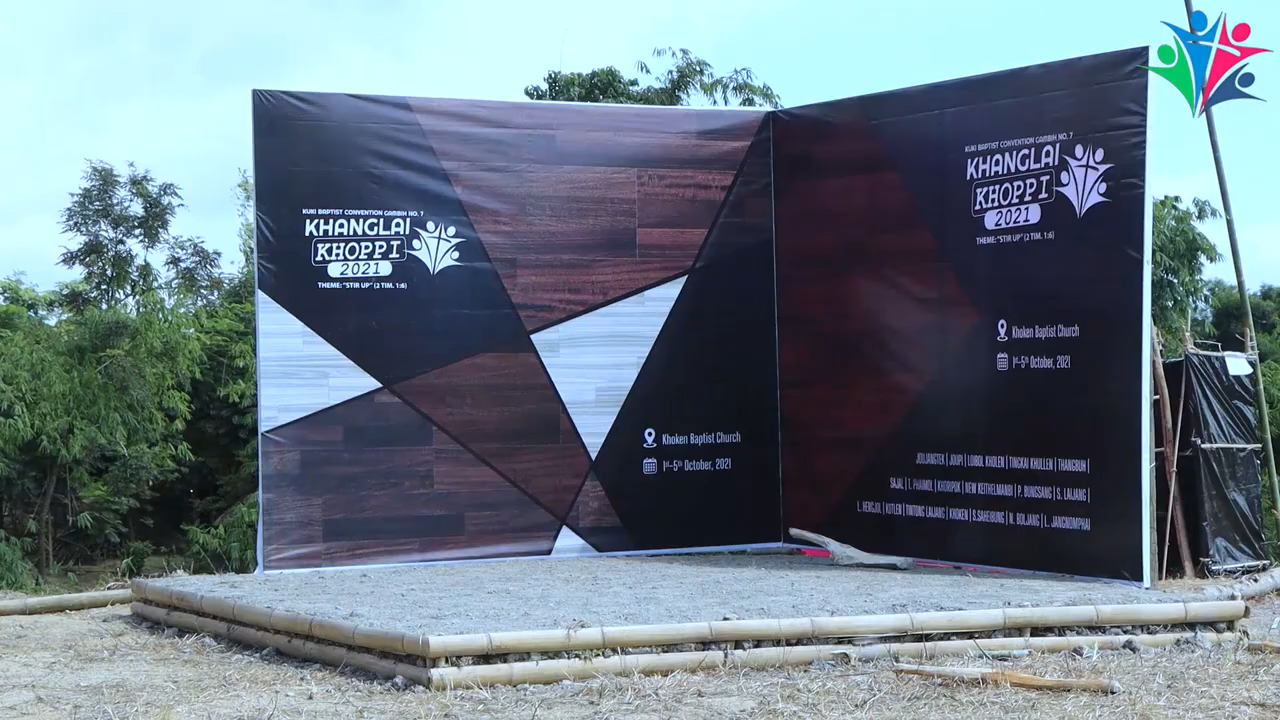 KUKI BAPTIST CONVENTION GAMBIH NO. 7
KHANGLAI
KHOPPI
2021
THEME: "STIR UP" (2 TIM. 1:6)
Khoken Baptist Church
1st-5th October, 2021
KUKI BAPTIST CONVENTION GAMBIH NO. 7
KHANGLAI
KHOPPI
2021
THEME: "STIR UP" (2 TIM. 1:6)
Khoken Baptist Church
1st-5th October, 2021
JOUJANGTEK | JOUPI | LOIBOL KHOLEN | TINGKAI KHULLEN | THANGBUH |
SAJAL | T. PHAIMOL | KHORIPOK | NEW KEITHELMANBI | P. BUNGSANG | S. LAIJANG |
L. HENGJOL | KOTLEN | TINTONG LAIJANG | KHOKEN | S.SAHEIBUNG | N. BOLJANG | L. JANGNOMPHAI